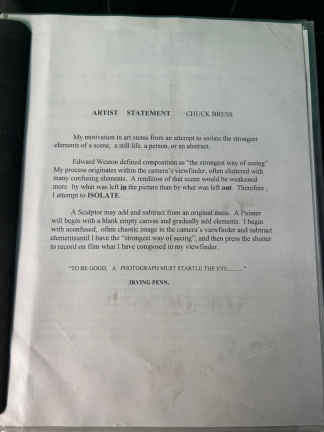 ARTIST STATEMENT CHUCK BRESS
My motivation in art stems from an attempt to isolate the strongest
elements of a scene, a still life, a person, or an abstract.
Edward Weston defined composition as "the strongest way of seeing"
My process originates within the camera's viewfinder, often cluttered with
many confusing elements. A rendition of that scene would be weakened
more by what was left in the picture than by what was left out. Therefore,
I attempt to ISOLATE.
A Sculptor may add and subtract from an original mass. A Painter
will begin with a blank empty canvas and gradually add elements. I begin
with aconfused, often chaotic image in the camera's viewfinder and subtract
elementsuntil I have the "strongest way of seeing", and then press the shutter
to record on film what I have composed in my viewfinder.
"TO BE GOOD, A PHOTOGRAPH MUST STARTLE THE EYE........"
IRVING PENN.